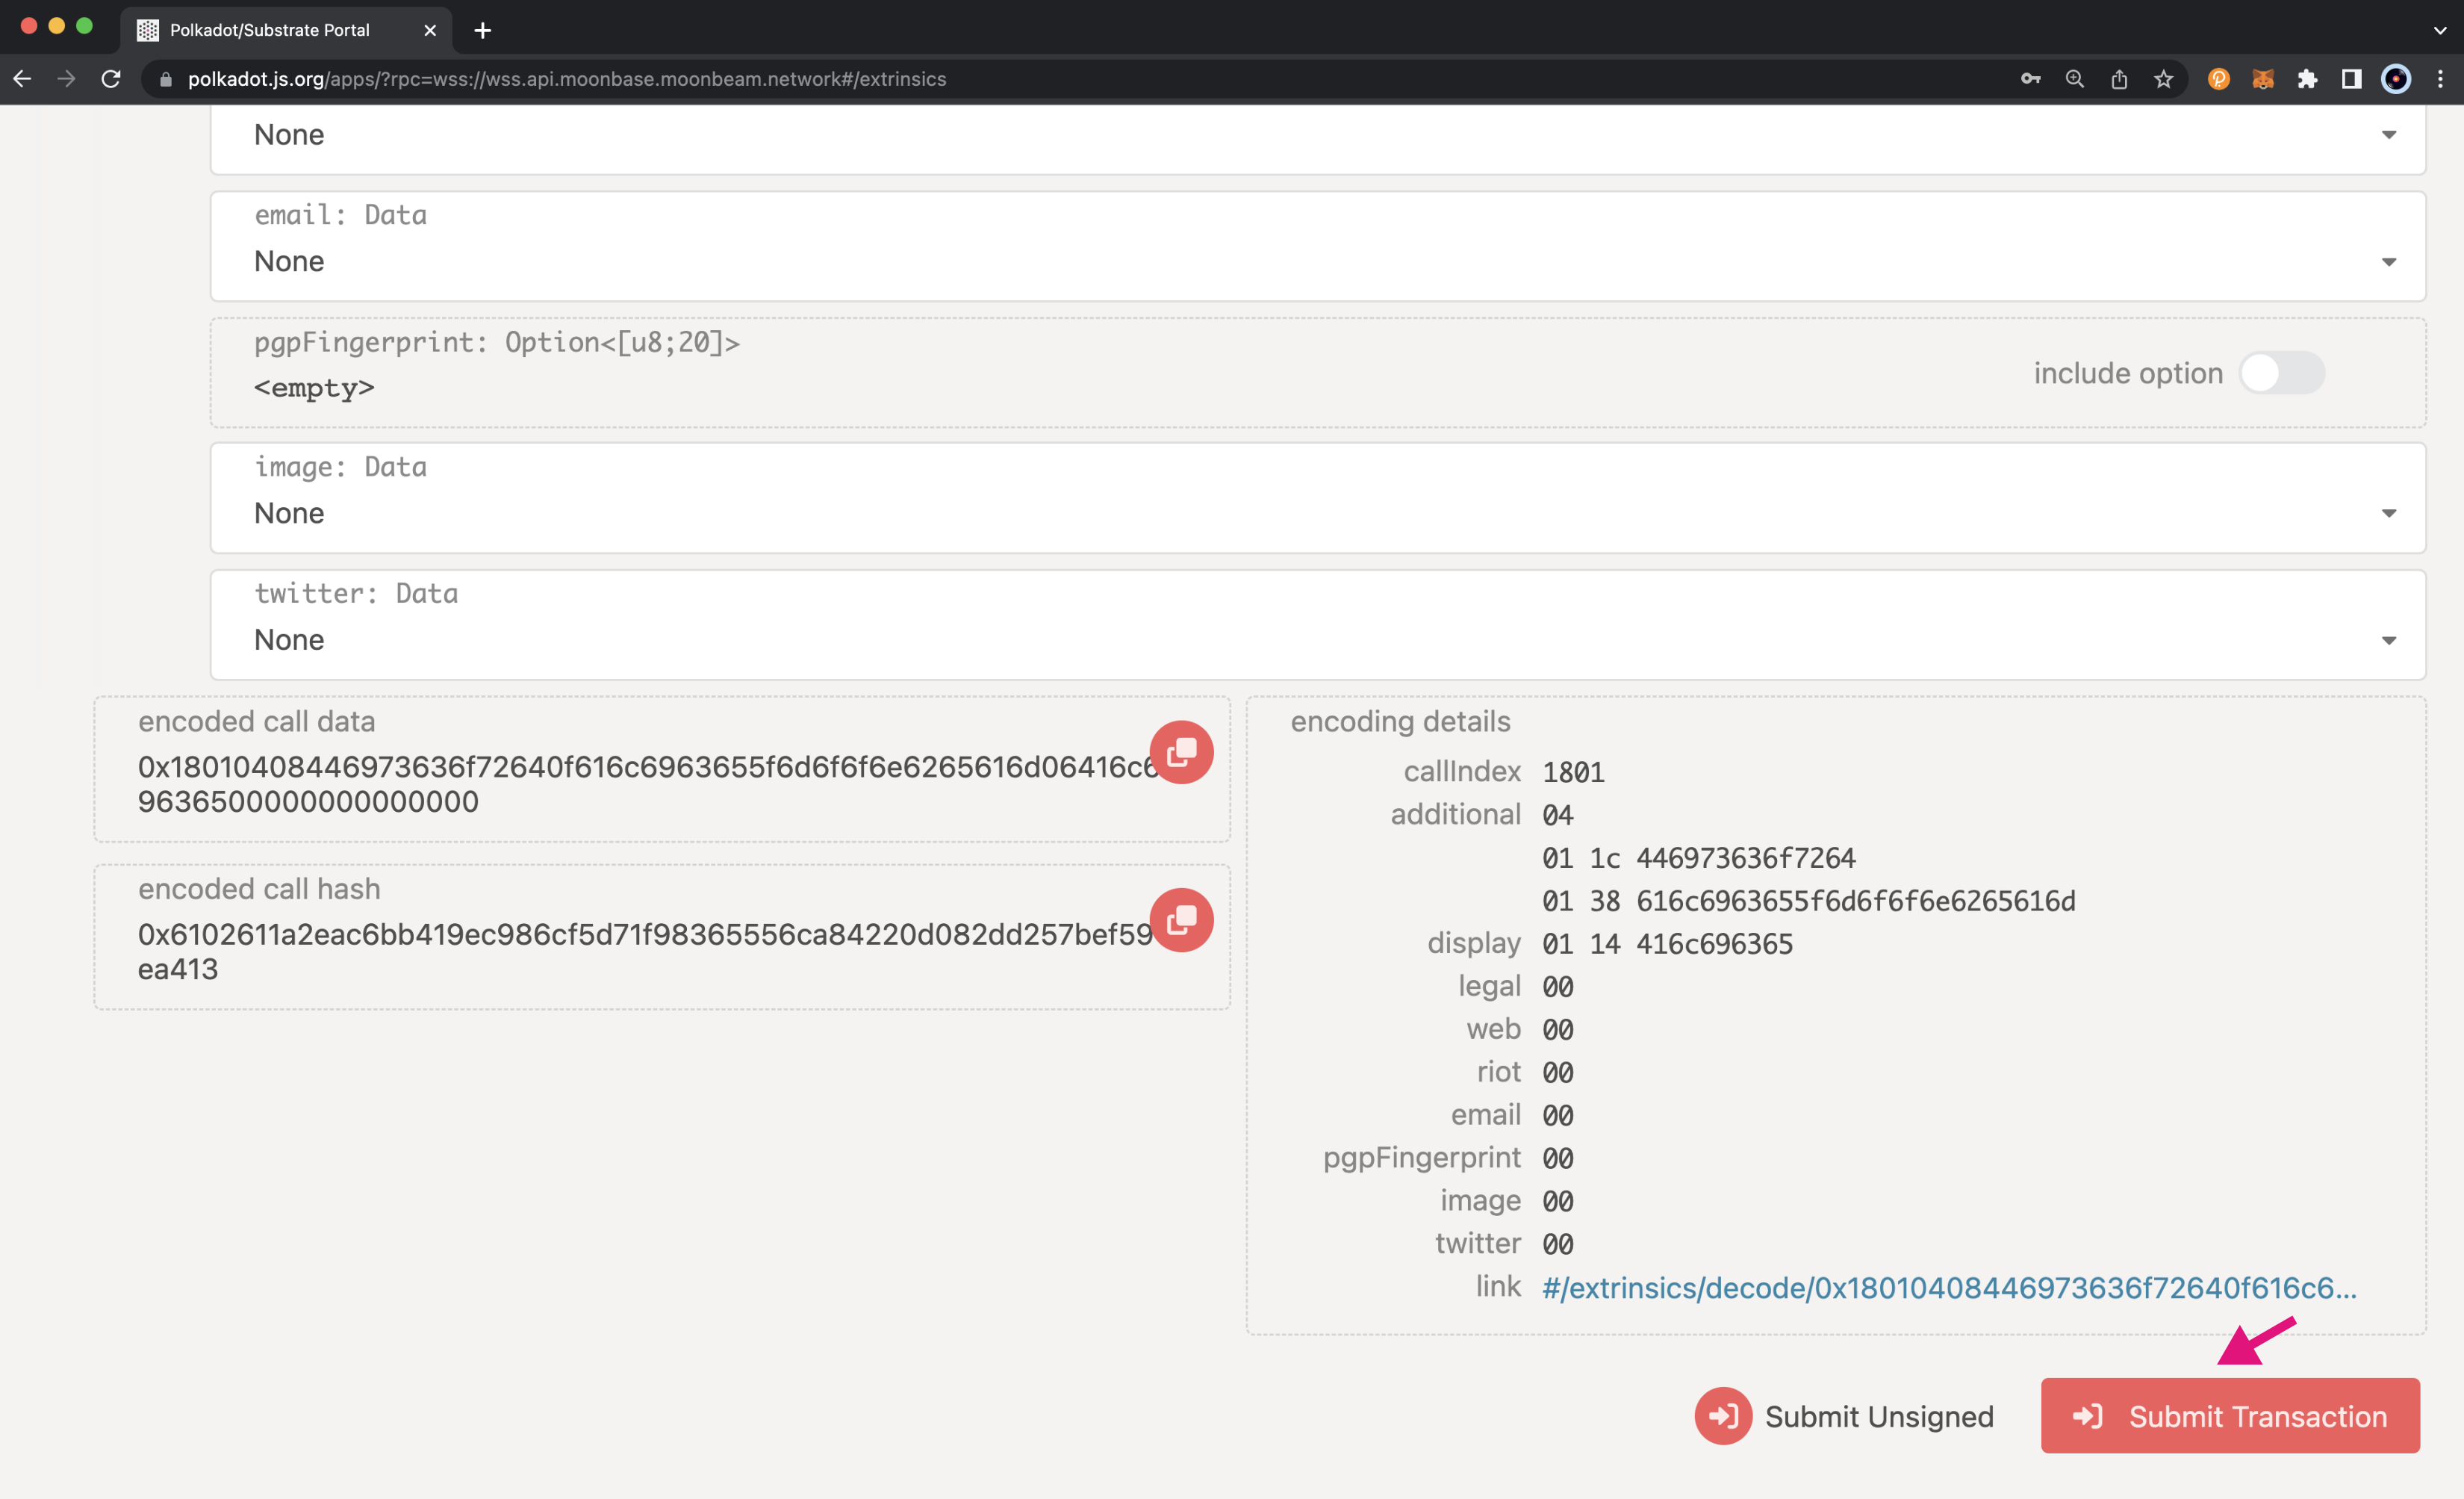 Polkadot/Substrate Portal
polkadot.js.org/apps/?rpc=wss://wss.api.moonbase.moonbeam.network#/extrinsics
None
email: Data
None
pgpFingerprint: Option<[u8;20]>
<empty>
include option
image: Data
None
twitter: Data
None
encoded call data
0x18010408446973636f72640f616c6963655f6d6f6f6e6265616d06416c6
9636500000000000000
encoded call hash
0x6102611a2eac6bb419ec986cf5d71f98365556ca84220d082dd257bef59
ea413
encoding details
callIndex 1801
additional 04
01 1c 446973636f7264
01 38 616c6963655f6d6f6f6e6265616d
display 01 14 416c696365
legal 00
web 00
riot 00
email 00
pgpFingerprint 00
image 00
twitter 00
link #/extrinsics/decode/0x18010408446973636f72640f616c6...
Submit Unsigned
Submit Transaction